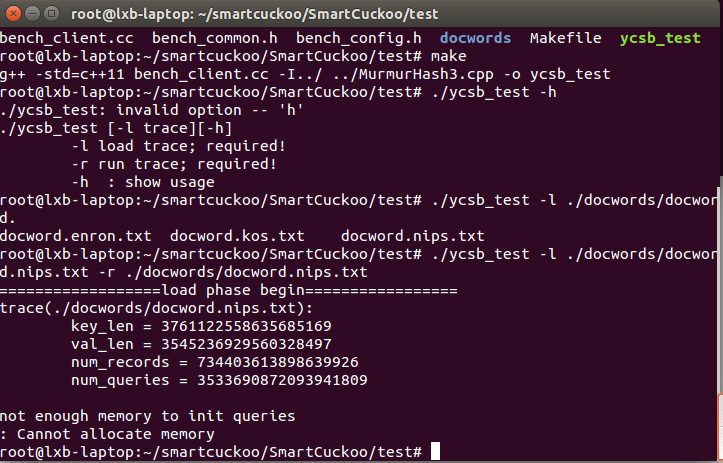 root@lxb-laptop: ~/smartcuckoo/SmartCuckoo/test
bench_client.cc bench_common.h bench_config.h docwords Makefile ycsb_test
root@lxb-laptop:~/smartcuckoo/SmartCuckoo/test# make
g++ -std=c++11 bench_client.cc -I../ ../MurmurHash3.cpp -o ycsb_test
root@lxb-laptop:~/smartcuckoo/SmartCuckoo/test# ./ycsb_test -h
./ycsb_test: invalid option -- 'h'
./ycsb_test [-l trace][-h]
-l load trace; required!
-r run trace; required!
-h : show usage
root@lxb-laptop:~/smartcuckoo/SmartCuckoo/test# ./ycsb_test -l ./docwords/docwor
d.
docword.enron.txt docword.kos.txt docword.nips.txt
root@lxb-laptop:~/smartcuckoo/SmartCuckoo/test# ./ycsb_test -l ./docwords/docwor
d.nips.txt -r ./docwords/docword.nips.txt
==================load phase begin=================
trace(./docwords/docword.nips.txt):
key_len = 3761122558635685169
val_len = 3545236929560328497
num_records = 734403613898639926
num_queries = 3533690872093941809
not enough memory to init queries
: Cannot allocate memory
root@lxb-laptop:~/smartcuckoo/SmartCuckoo/test#